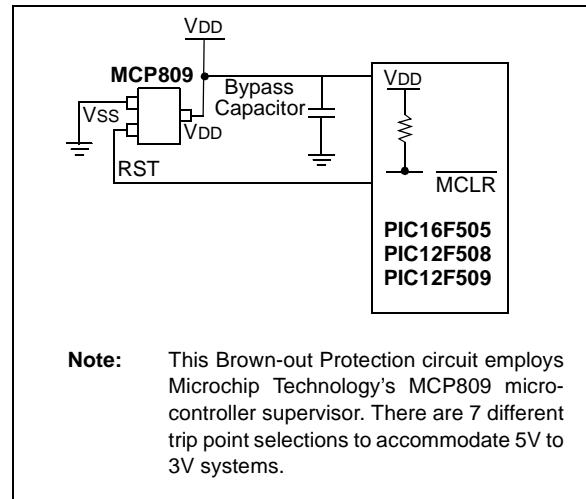 VDD
MCP809
Bypass
Capacitor
VDD
VSS
VDD
RST
MCLR
PIC16F505
PIC12F508
PIC12F509
Note: This Brown-out Protection circuit employs
Microchip Technology's MCP809 micro-
controller supervisor. There are 7 different
trip point selections to accommodate 5V to
3V systems.